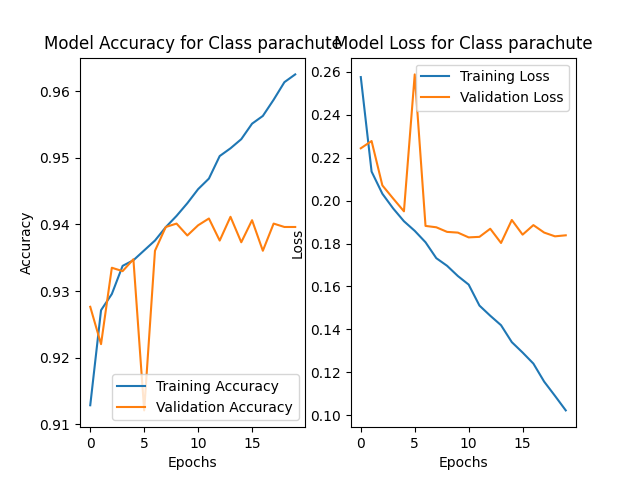 Model Accuracy for Class parachute
Model Loss for Class parachute
0.96
0.95
0.94
0.93
0.92
0.91
Accuracy
Training Accuracy
Validation Accuracy
0 5 10 15
Epochs
0.26
0.24
0.22
0.20
0.18
0.16
0.14
0.12
0.10
Loss
Training Loss
Validation Loss
0 5 10 15
Epochs